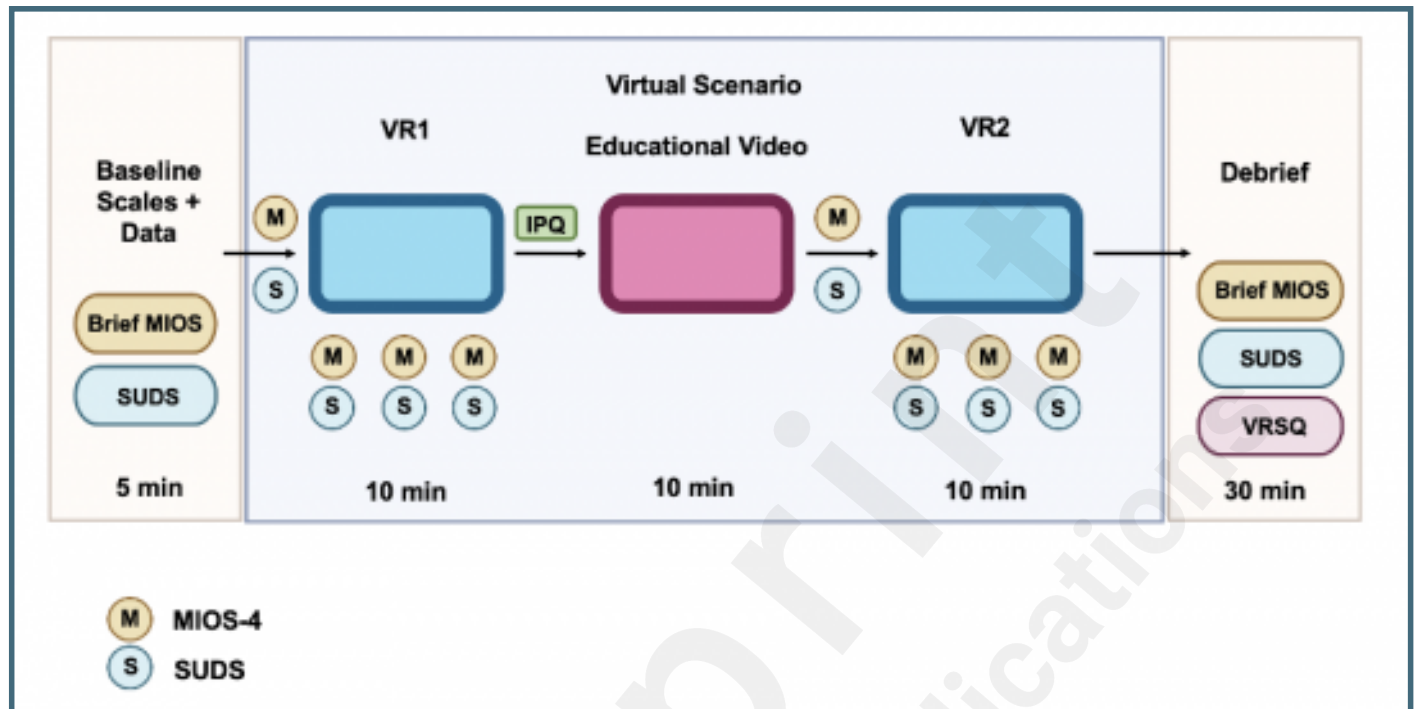 Virtual Scenario
VR1
VR2
Educational Video
Baseline
Scales +
Data
Debrief
M
IPQ
M
S
S
Brief MIOS
SUDS
M M M
S S S
M M M
S S S
Brief MIOS
SUDS
VRSQ
5 min
10 min
10 min
10 min
30 min
M MIOS-4
S SUDS
print